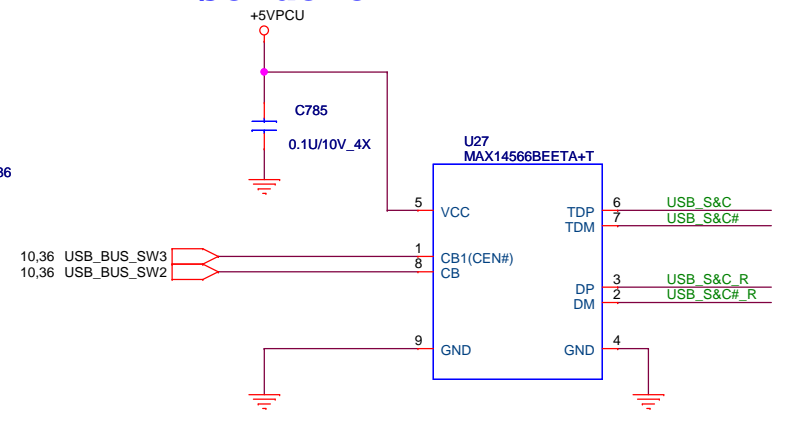 +5VPCU
C785
0.1U/10V_4X
U27
MAX14566BEETA+T
5 VCC TDP 6 USB_S&C
TDM 7 USB_S&C#
10,36 USB_BUS_SW3 1 CB1(CEN#)
10,36 USB_BUS_SW2 8 CB
DP 3 USB_S&C_R
DM 2 USB_S&C#_R
9 GND GND 4